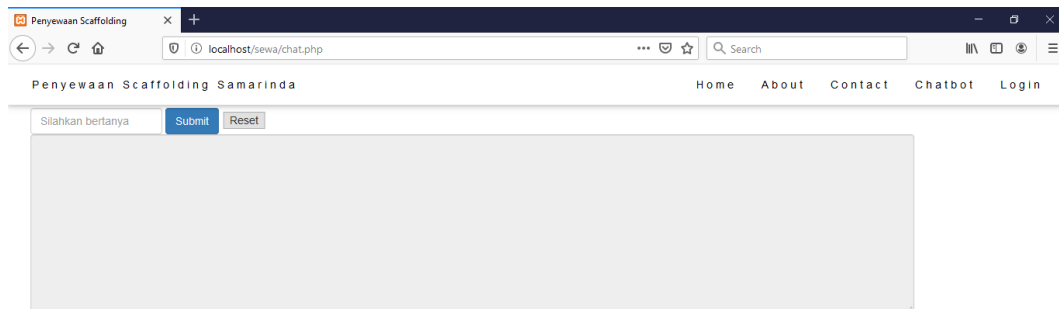 Penyewaan Scaffolding
localhost/sewa/chat.php
Search
Penyewaan Scaffolding Samarinda
Home About Contact Chatbot Login
Silahkan bertanya Submit Reset